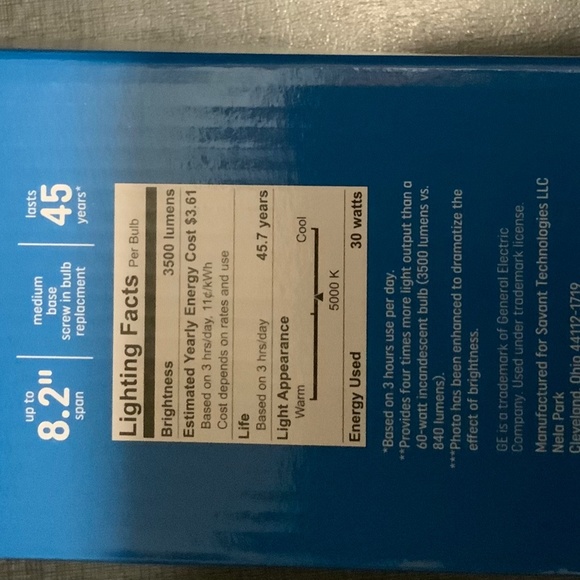 up to
8.2"
span
medium
base
screw in bulb
replacement
lasts
45
years*
Lighting Facts Per Bulb
Brightness 3500 lumens
Estimated Yearly Energy Cost $3.61
Based on 3 hrs/day, 11¢/kWh
Cost depends on rates and use
Life
Based on 3 hrs/day 45.7 years
Light Appearance
Warm Cool
5000 K
Energy Used 30 watts
*Based on 3 hours use per day.
**Provides four times more light output than a
60-watt incandescent bulb (3500 lumens vs.
840 lumens).
***Photo has been enhanced to dramatize the
effect of brightness.
GE is a trademark of General Electric
Company. Used under trademark license.
Manufactured for Savant Technologies LLC
Nela Park
Cleveland, Ohio 44112-1719